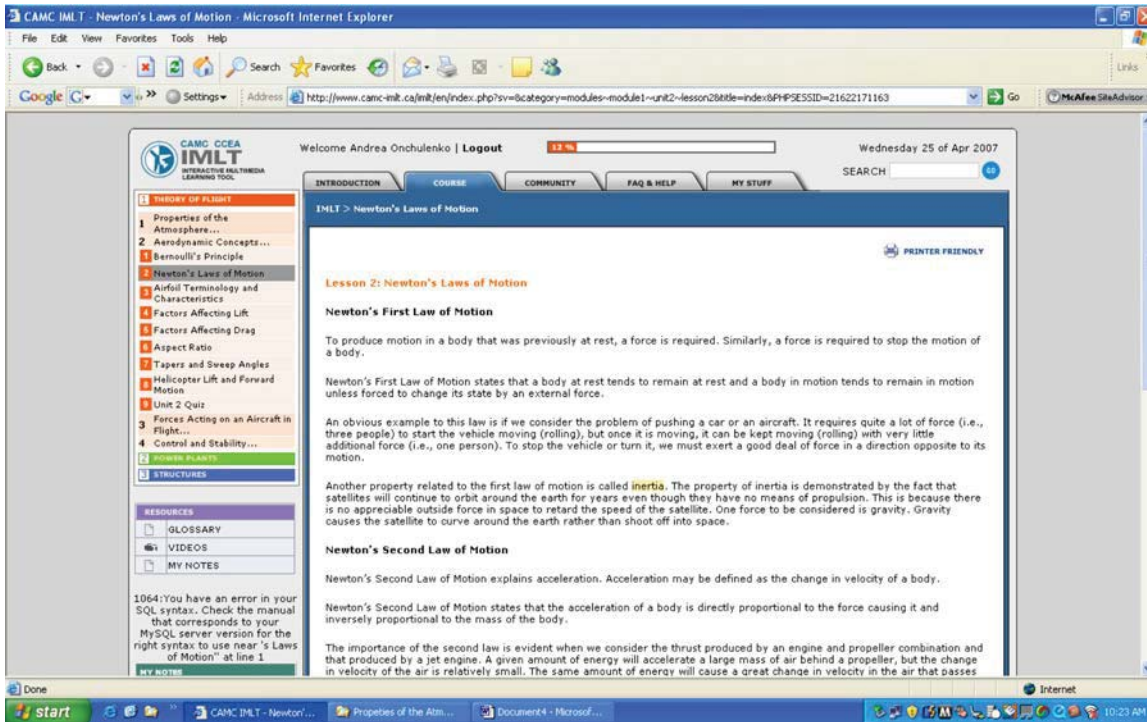 CAMC IMLT - Newton's Laws of Motion - Microsoft Internet Explorer
File Edit View Favorites Tools Help
Back Search Favorites Links
Google G Settings Address http://www.camc-imlt.ca/imlt/en/index.php?sv=&category=modules~module1~unit2~lesson2&title=index&PHPSESSID=21622171163 Go McAfee SiteAdvisor
CAMC CCEA
IMLT
INTERACTIVE MULTIMEDIA
LEARNING TOOL
Welcome Andrea Onchulenko | Logout 12 % Wednesday 25 of Apr 2007
SEARCH GO
INTRODUCTION COURSE COMMUNITY FAQ & HELP MY STUFF
IMLT > Newton's Laws of Motion
1 THEORY OF FLIGHT
1 Properties of the
Atmosphere...
2 Aerodynamic Concepts...
1 Bernoulli's Principle
2 Newton's Laws of Motion
3 Airfoil Terminology and
Characteristics
4 Factors Affecting Lift
5 Factors Affecting Drag
6 Aspect Ratio
7 Tapers and Sweep Angles
8 Helicopter Lift and Forward
Motion
9 Unit 2 Quiz
3 Forces Acting on an Aircraft in
Flight...
4 Control and Stability...
2 POWER PLANTS
3 STRUCTURES
RESOURCES
GLOSSARY
VIDEOS
MY NOTES
1064:You have an error in your
SQL syntax. Check the manual
that corresponds to your
MySQL server version for the
right syntax to use near 's Laws
of Motion" at line 1
MY NOTES
PRINTER FRIENDLY
Lesson 2: Newton's Laws of Motion
Newton's First Law of Motion
To produce motion in a body that was previously at rest, a force is required. Similarly, a force is required to stop the motion of
a body.
Newton's First Law of Motion states that a body at rest tends to remain at rest and a body in motion tends to remain in motion
unless forced to change its state by an external force.
An obvious example to this law is if we consider the problem of pushing a car or an aircraft. It requires quite a lot of force (i.e.,
three people) to start the vehicle moving (rolling), but once it is moving, it can be kept moving (rolling) with very little
additional force (i.e., one person). To stop the vehicle or turn it, we must exert a good deal of force in a direction opposite to its
motion.
Another property related to the first law of motion is called inertia. The property of inertia is demonstrated by the fact that
satellites will continue to orbit around the earth for years even though they have no means of propulsion. This is because there
is no appreciable outside force in space to retard the speed of the satellite. One force to be considered is gravity. Gravity
causes the satellite to curve around the earth rather than shoot off into space.
Newton's Second Law of Motion
Newton's Second Law of Motion explains acceleration. Acceleration may be defined as the change in velocity of a body.
Newton's Second Law of Motion states that the acceleration of a body is directly proportional to the force causing it and
inversely proportional to the mass of the body.
The importance of the second law is evident when we consider the thrust produced by an engine and propeller combination and
that produced by a jet engine. A given amount of energy will accelerate a large mass of air behind a propeller, but the change
in velocity of the air is relatively small. The same amount of energy will cause a great change in velocity in the air that passes
Done Internet
start CAMC IMLT - Newton'... Propeties of the Atm... Document4 - Microsof... 10:23 AM